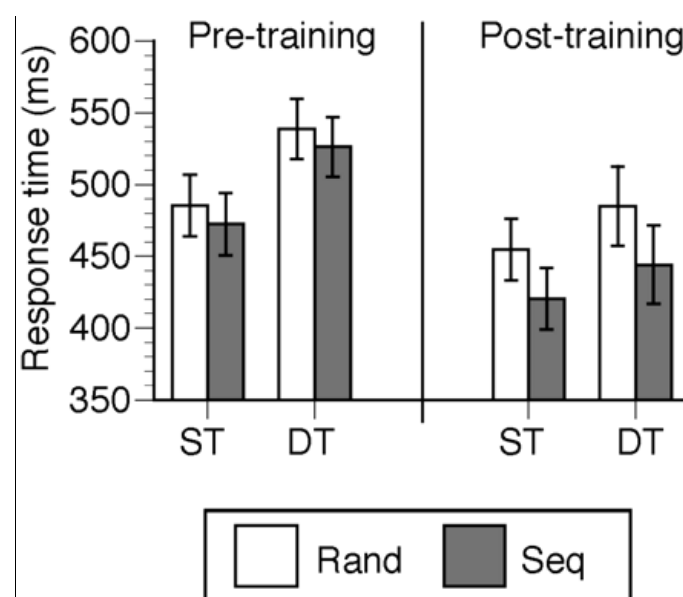 Pre-training Post-training
Response time (ms)
600
550
500
450
400
350
ST DT ST DT
Rand Seq